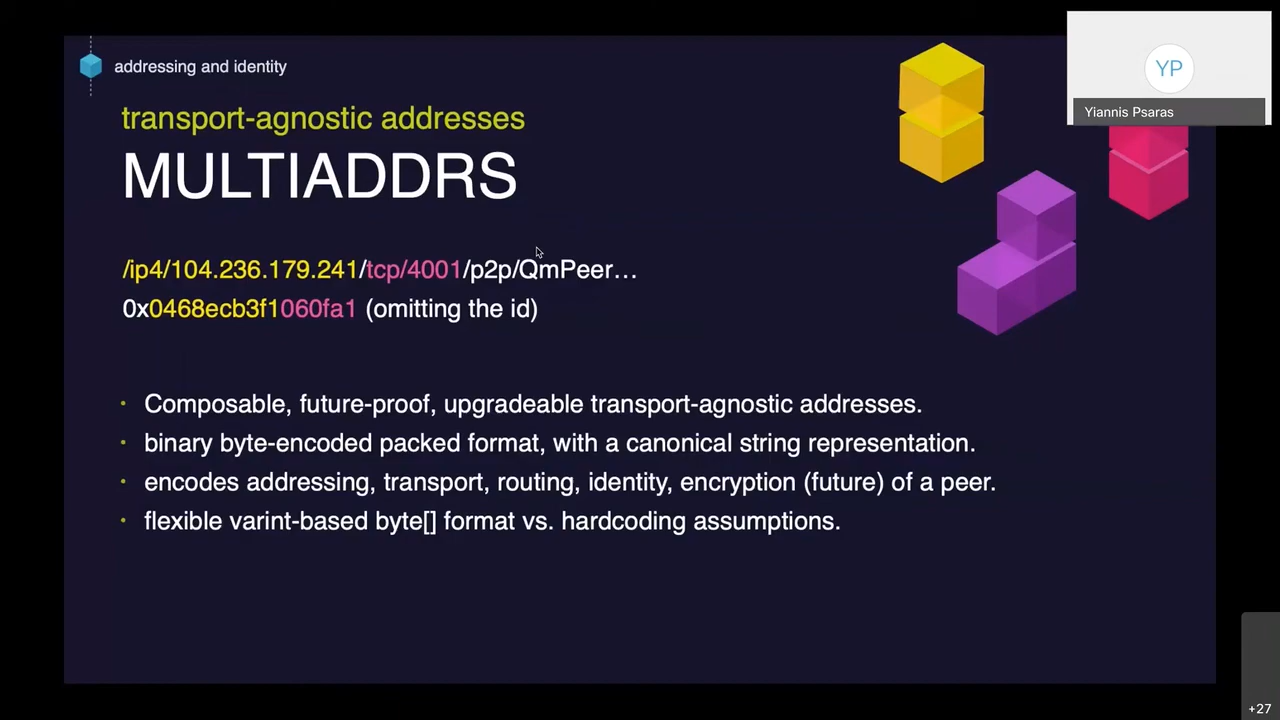 addressing and identity
YP
Yiannis Psaras
transport-agnostic addresses
MULTIADDRS
/ip4/104.236.179.241/tcp/4001/p2p/QmPeer…
0x0468ecb3f1060fa1 (omitting the id)
• Composable, future-proof, upgradeable transport-agnostic addresses.
• binary byte-encoded packed format, with a canonical string representation.
• encodes addressing, transport, routing, identity, encryption (future) of a peer.
• flexible varint-based byte[] format vs. hardcoding assumptions.
+27